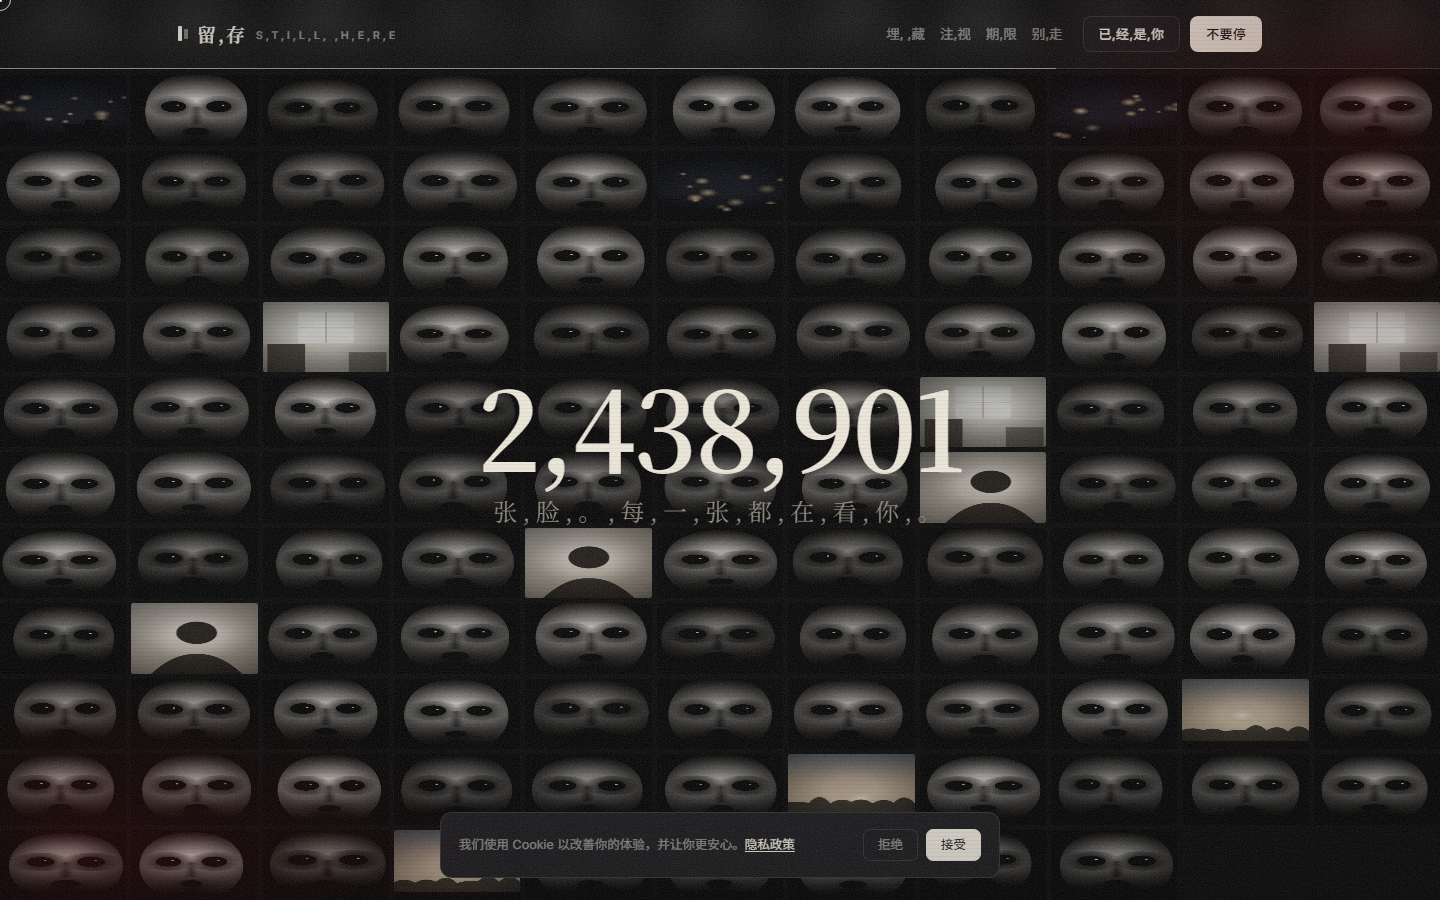 留,存 S,T,I,L,L, ,H,E,R,E
埋, ,藏 注,视 期,限 别,走 已,经,是,你 不要停
2,438,901
张,脸,。,每,一,张,都,在,看,你,。
我们使用 Cookie 以改善你的体验，并让你更安心。隐私政策 拒绝 接受